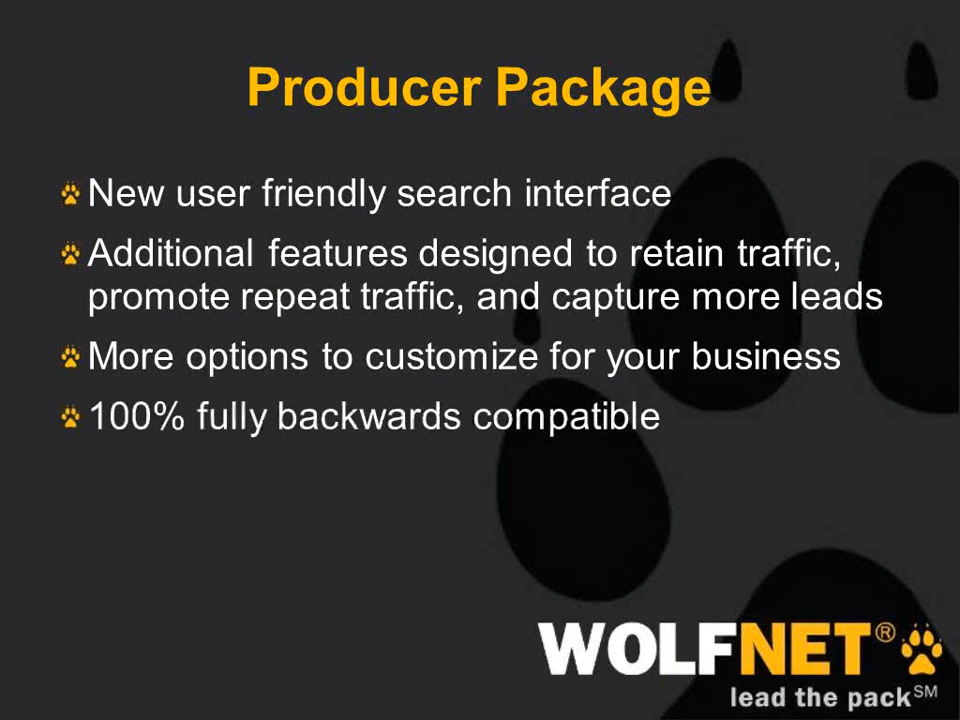 Producer Package
New user friendly search interface
Additional features designed to retain traffic,
promote repeat traffic, and capture more leads
More options to customize for your business
100% fully backwards compatible
WOLFNET®
lead the pack℠